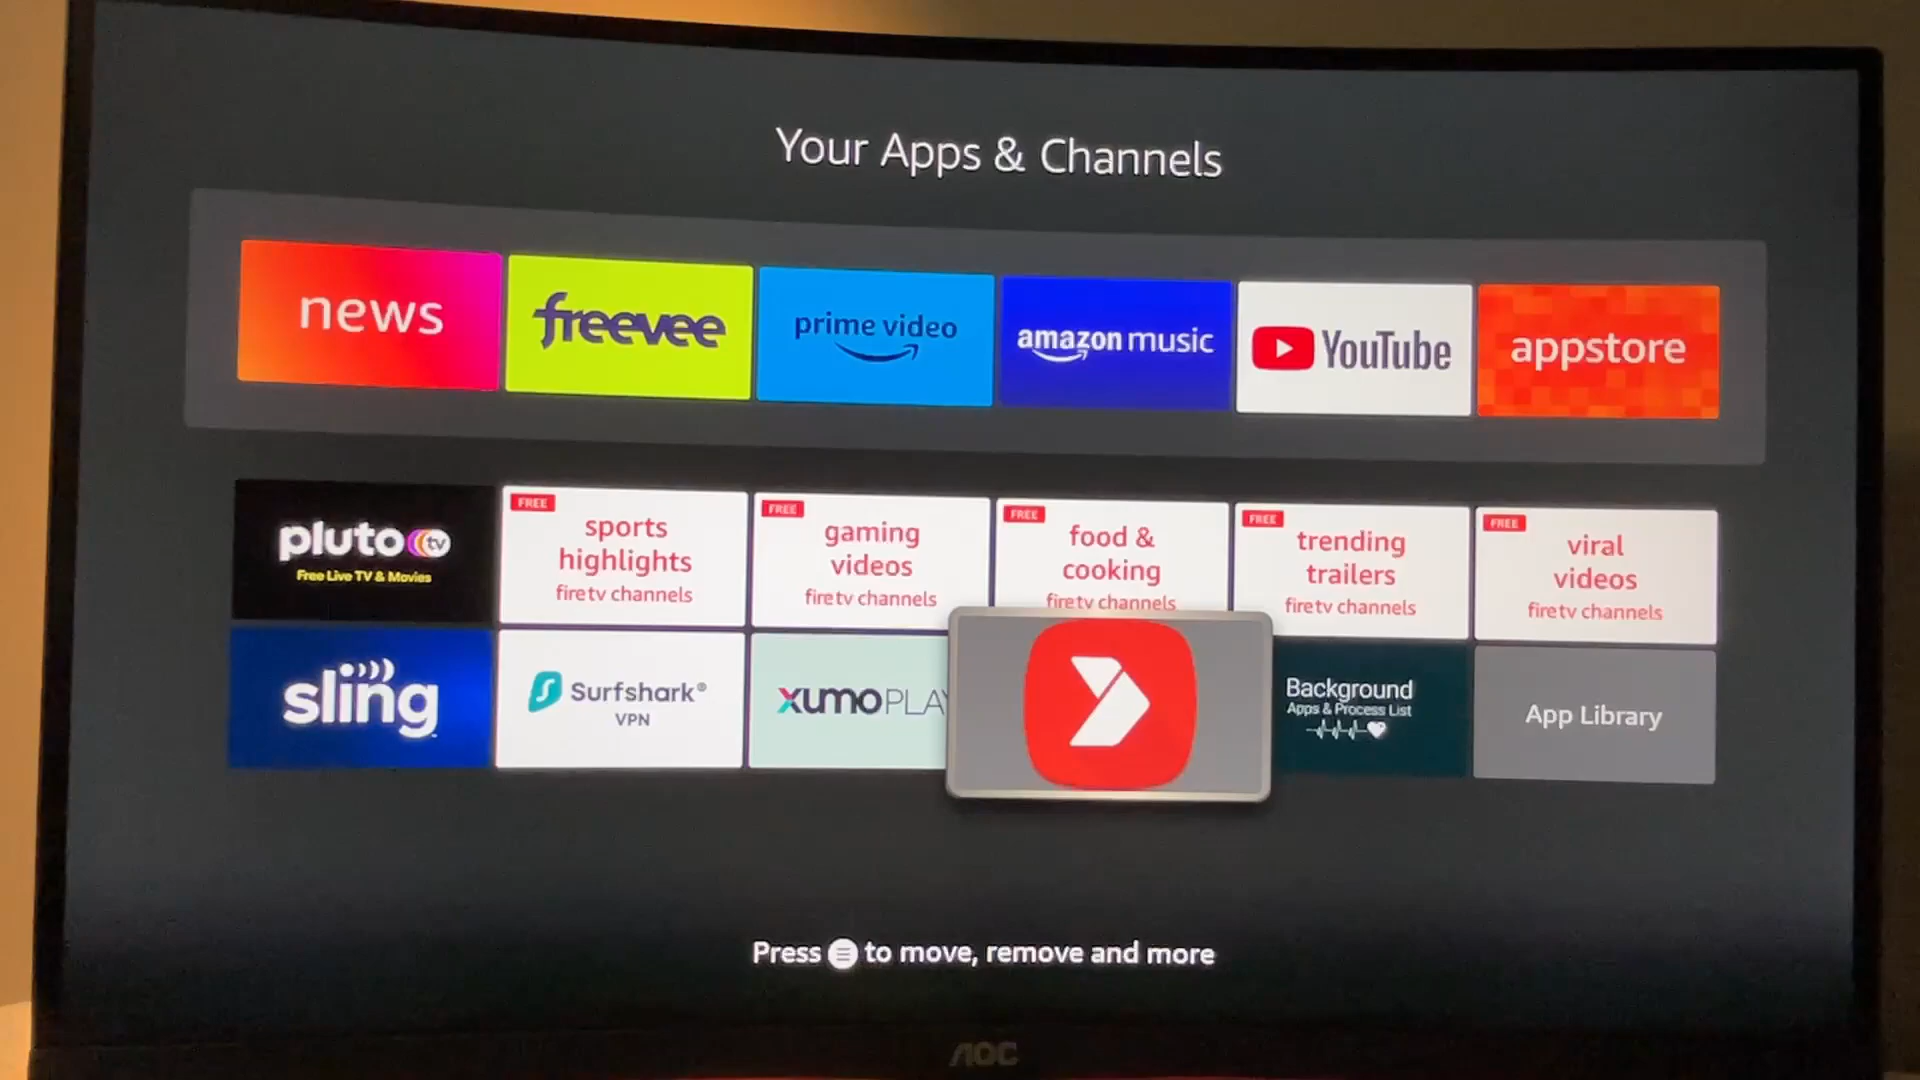 Your Apps & Channels
news
freevee
prime video
amazon music
YouTube
appstore
pluto tv
Free Live TV & Movies
FREE
sports
highlights
firetv channels
FREE
gaming
videos
firetv channels
FREE
food &
cooking
firetv channels
FREE
trending
trailers
firetv channels
FREE
viral
videos
firetv channels
sling
Surfshark®
VPN
xumo PLAY
Background
Apps & Process List
App Library
Press to move, remove and more
AOC